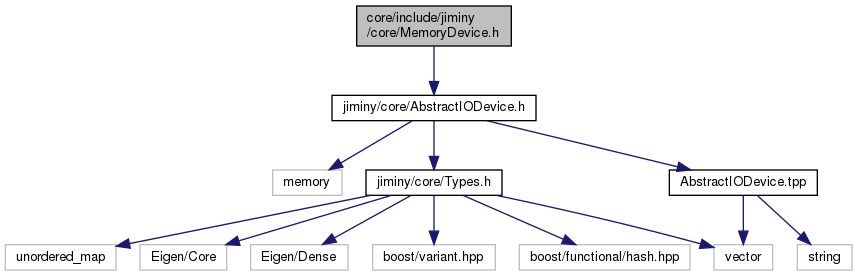 core/include/jiminy
/core/MemoryDevice.h
jiminy/core/AbstractIODevice.h
memory
jiminy/core/Types.h
AbstractIODevice.tpp
unordered_map
Eigen/Core
Eigen/Dense
boost/variant.hpp
boost/functional/hash.hpp
vector
string